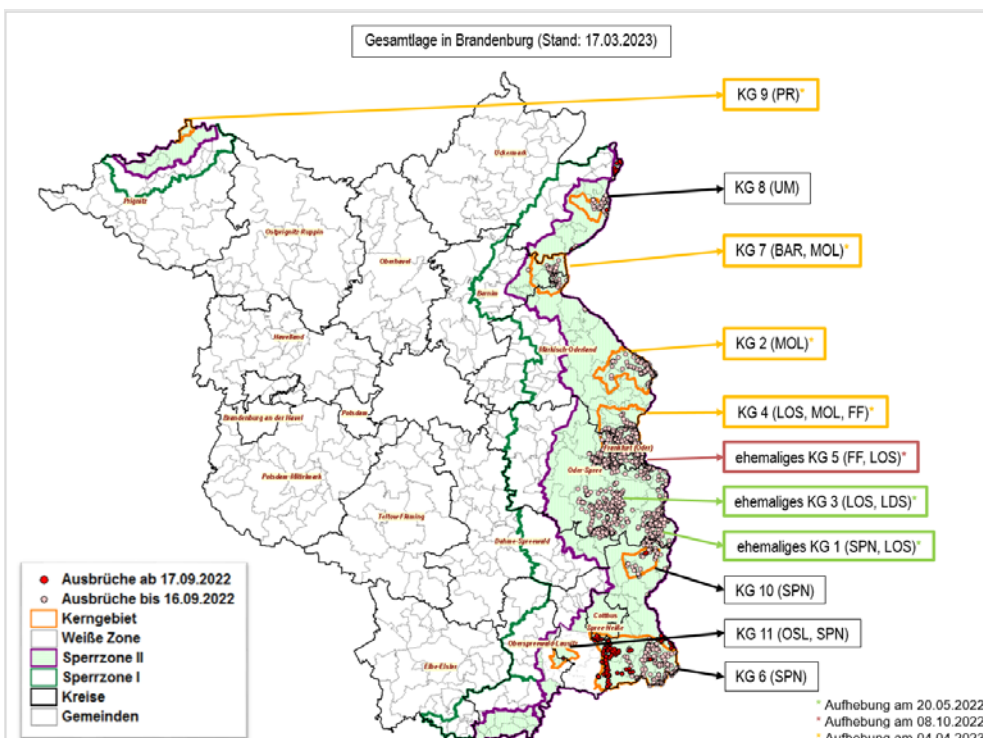 Gesamtlage in Brandenburg (Stand: 17.03.2023)
KG 9 (PR)*
KG 8 (UM)
KG 7 (BAR, MOL)*
KG 2 (MOL)*
KG 4 (LOS, MOL, FF)*
ehemaliges KG 5 (FF, LOS)*
ehemaliges KG 3 (LOS, LDS)*
ehemaliges KG 1 (SPN, LOS)*
KG 10 (SPN)
KG 11 (OSL, SPN)
KG 6 (SPN)
Uckermark
Prignitz
Ostprignitz-Ruppin
Oberhavel
Barnim
Havelland
Märkisch-Oderland
Brandenburg an der Havel
Potsdam
Frankfurt (Oder)
Oder-Spree
Potsdam-Mittelmark
Teltow-Fläming
Dahme-Spreewald
Cottbus
Spree-Neiße
Oberspreewald-Lausitz
Elbe-Elster
Ausbrüche ab 17.09.2022
Ausbrüche bis 16.09.2022
Kerngebiet
Weiße Zone
Sperrzone II
Sperrzone I
Kreise
Gemeinden
* Aufhebung am 20.05.2022
* Aufhebung am 08.10.2022
* Aufhebung am 04.04.2023